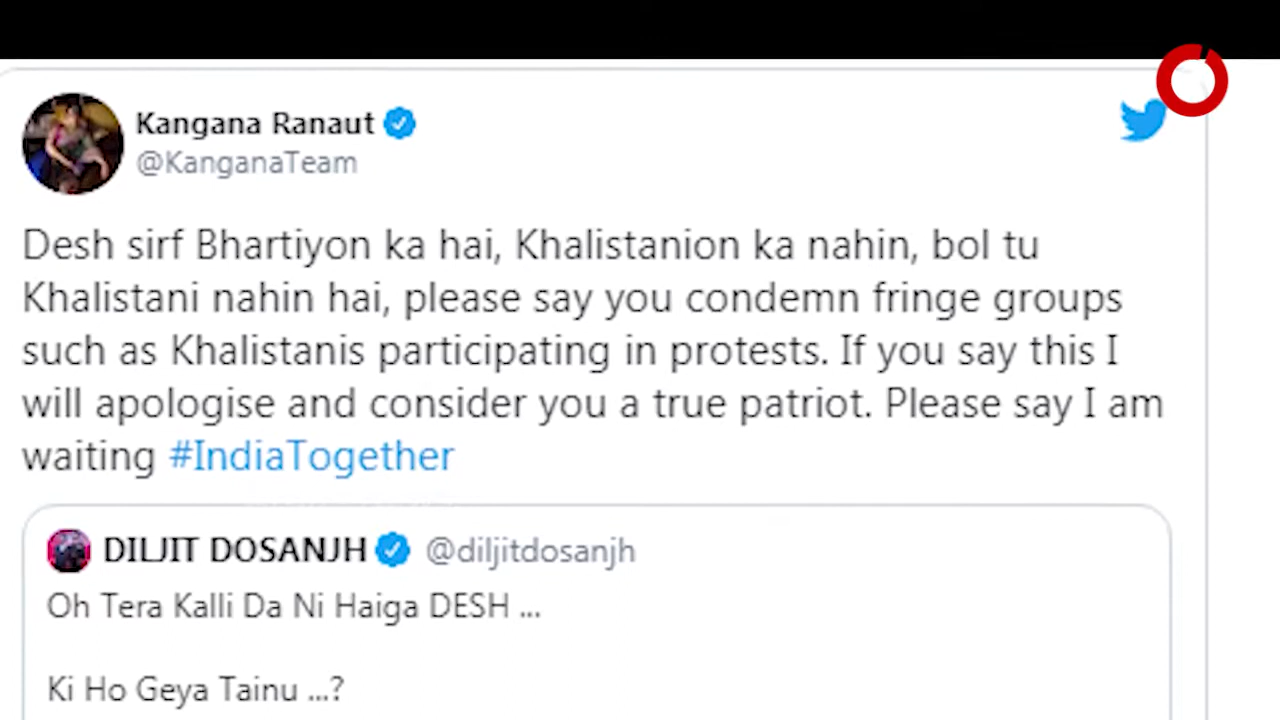 Kangana Ranaut
@KanganaTeam
Desh sirf Bhartiyon ka hai, Khalistanion ka nahin, bol tu
Khalistani nahin hai, please say you condemn fringe groups
such as Khalistanis participating in protests. If you say this I
will apologise and consider you a true patriot. Please say I am
waiting #IndiaTogether
DILJIT DOSANJH @diljitdosanjh
Oh Tera Kalli Da Ni Haiga DESH ...
Ki Ho Geya Tainu ...?